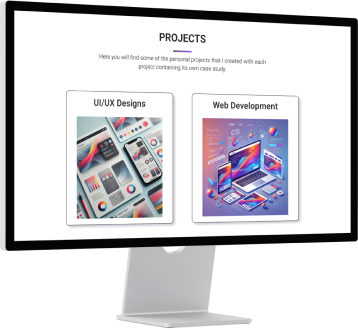 PROJECTS
Here you will find some of the personal projects that I created with each
project containing its own case study.
UI/UX Designs
Web Development